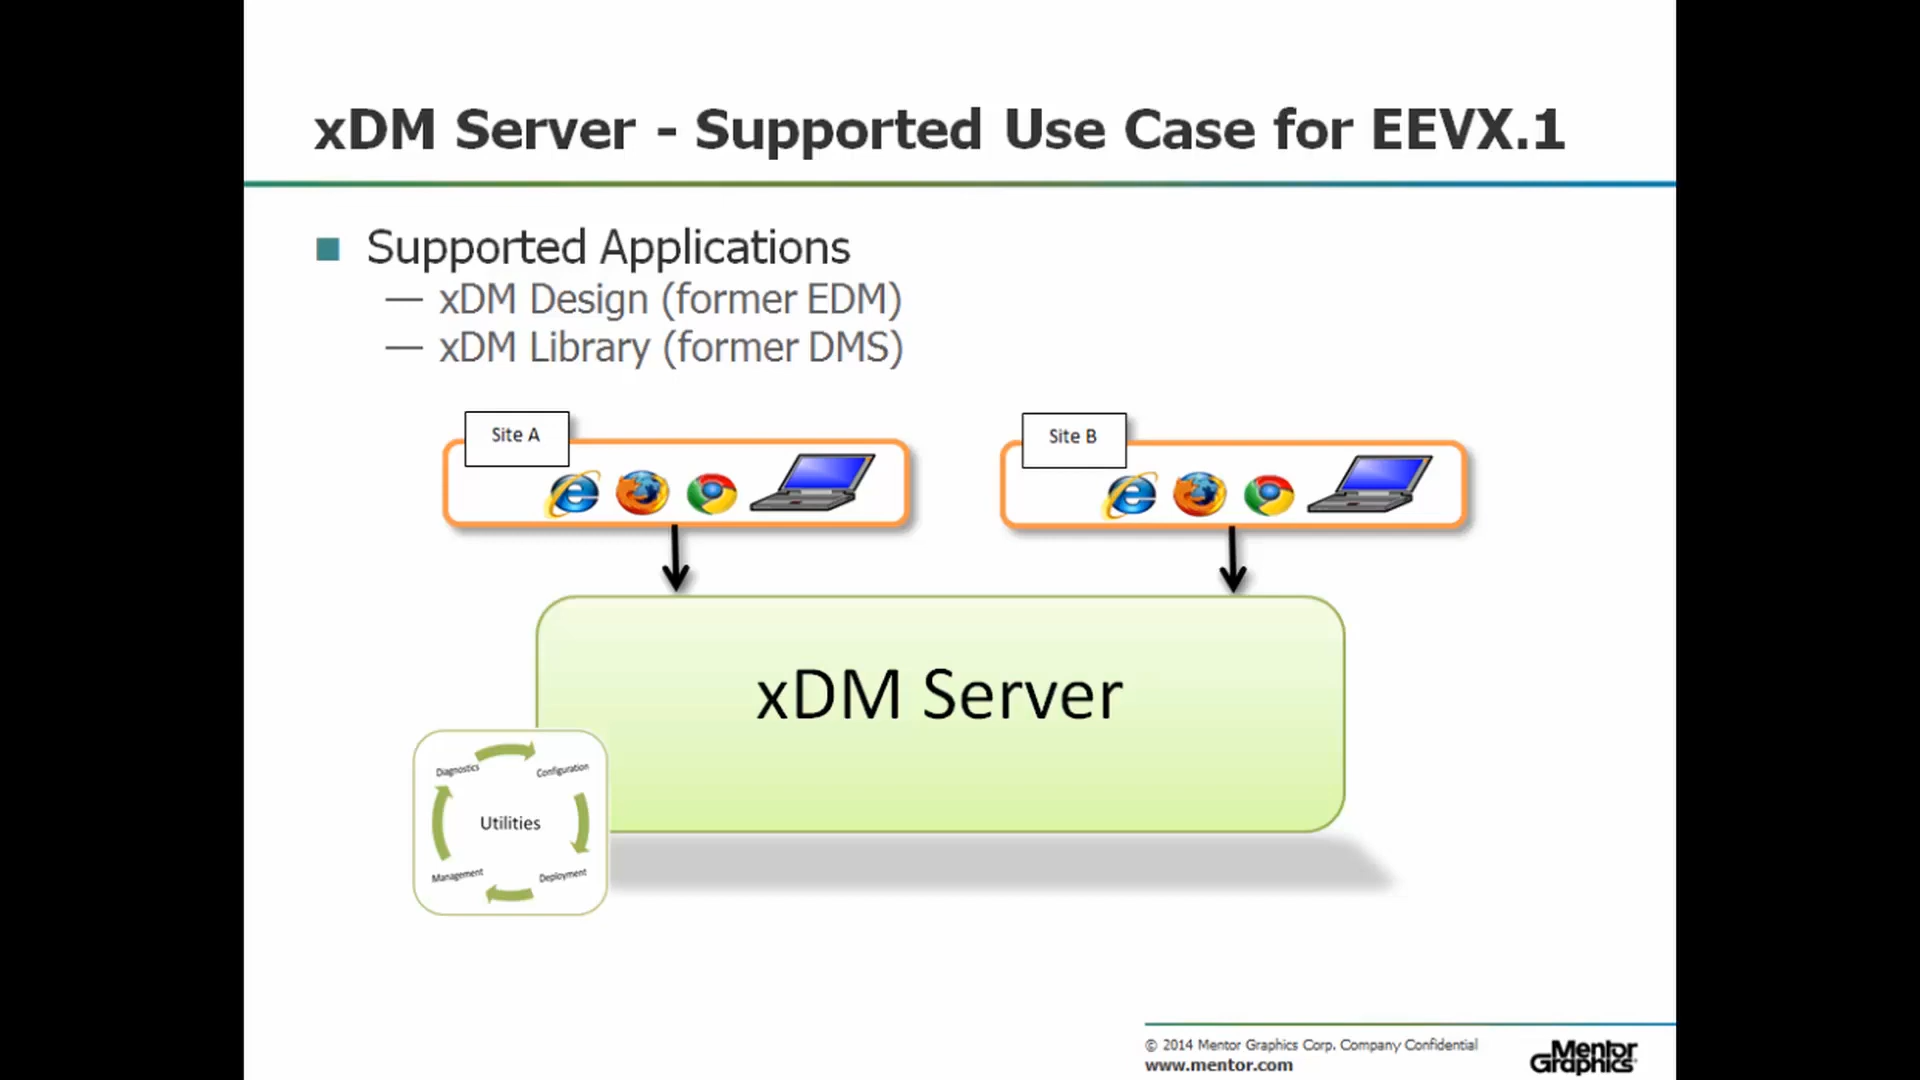 xDM Server - Supported Use Case for EEVX.1
Supported Applications
— xDM Design (former EDM)
— xDM Library (former DMS)
Site A
Site B
xDM Server
Diagnostics
Configuration
Utilities
Management
Deployment
© 2014 Mentor Graphics Corp. Company Confidential
www.mentor.com
Mentor
Graphics